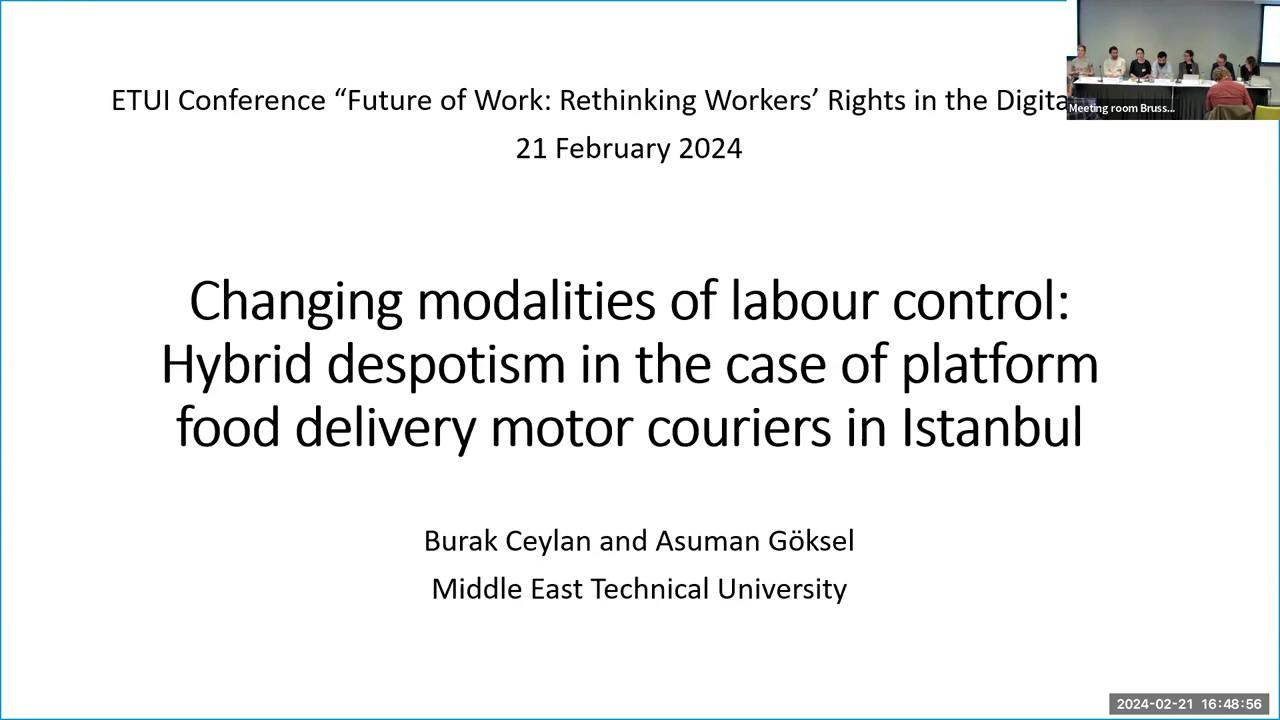 ETUI Conference “Future of Work: Rethinking Workers’ Rights in the Digita
21 February 2024
Meeting room Bruss...
Changing modalities of labour control:
Hybrid despotism in the case of platform
food delivery motor couriers in Istanbul
Burak Ceylan and Asuman Göksel
Middle East Technical University
2024-02-21 16:48:56